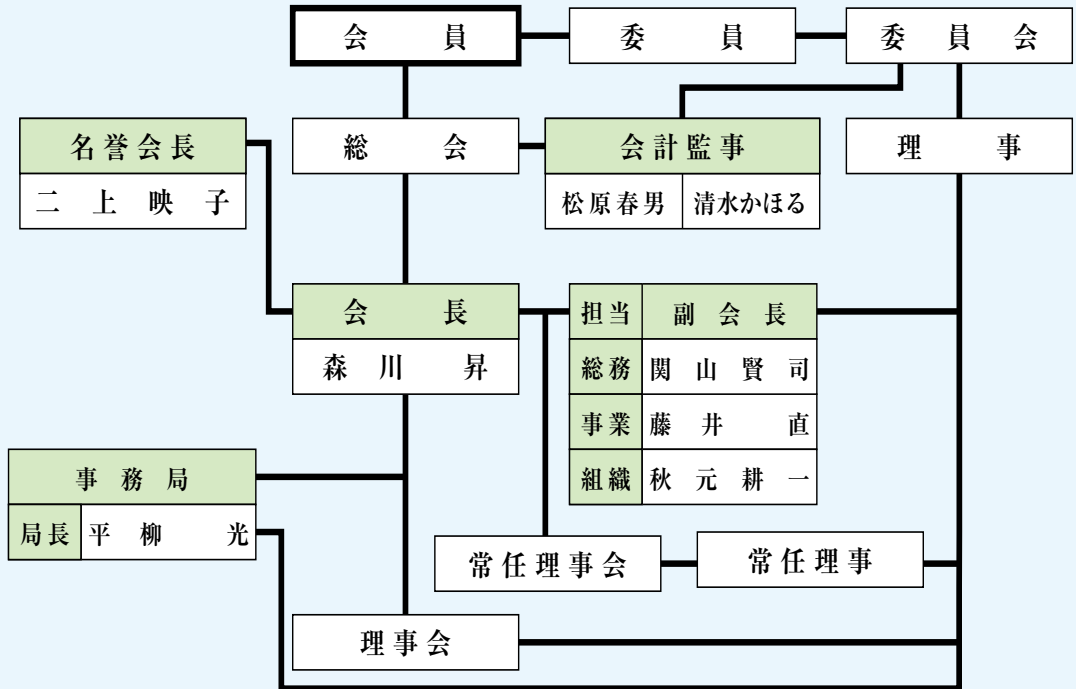 会員
委員
委員会
名誉会長
二上映子
総会
会計監事
松原春男
清水かほる
理事
会長
森川昇
担当
副会長
総務
関山賢司
事業
藤井直
組織
秋元耕一
事務局
局長
平柳光
常任理事会
常任理事
理事会